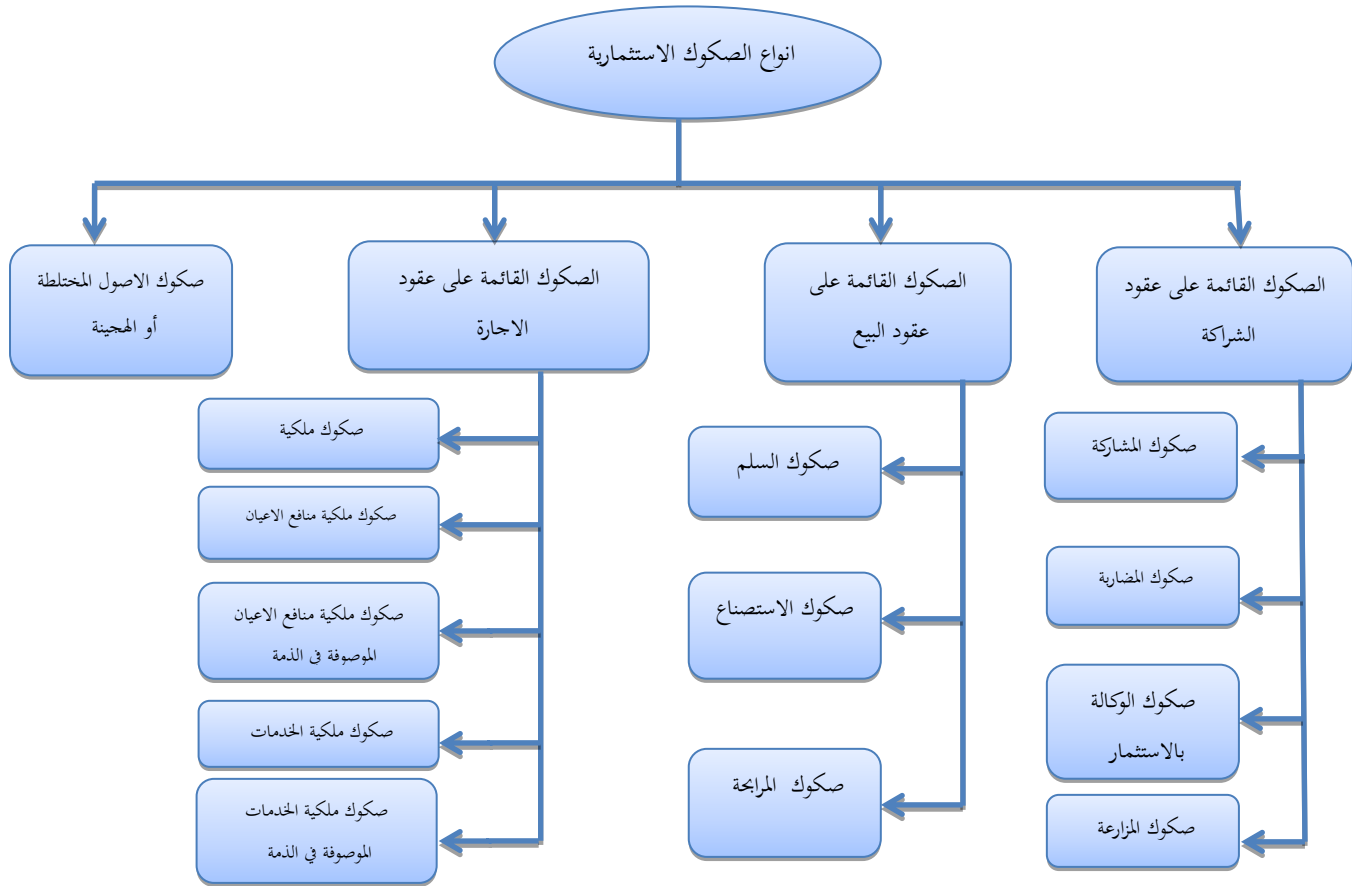 انواع الصكوك الاستثمارية
الصكوك القائمة على عقود
الشراكة
صكوك المشاركة
صكوك المضاربة
صكوك الوكالة
بالاستثمار
صكوك المزارعة
الصكوك القائمة على
عقود البيع
صكوك السلم
صكوك الاستصناع
صكوك المرابحة
الصكوك القائمة على عقود
الاجارة
صكوك ملكية
صكوك ملكية منافع الاعيان
صكوك ملكية منافع الاعيان
الموصوفة فى الذمة
صكوك ملكية الخدمات
صكوك ملكية الخدمات
الموصوفة في الذمة
صكوك الاصول المختلطة
أو الهجينة